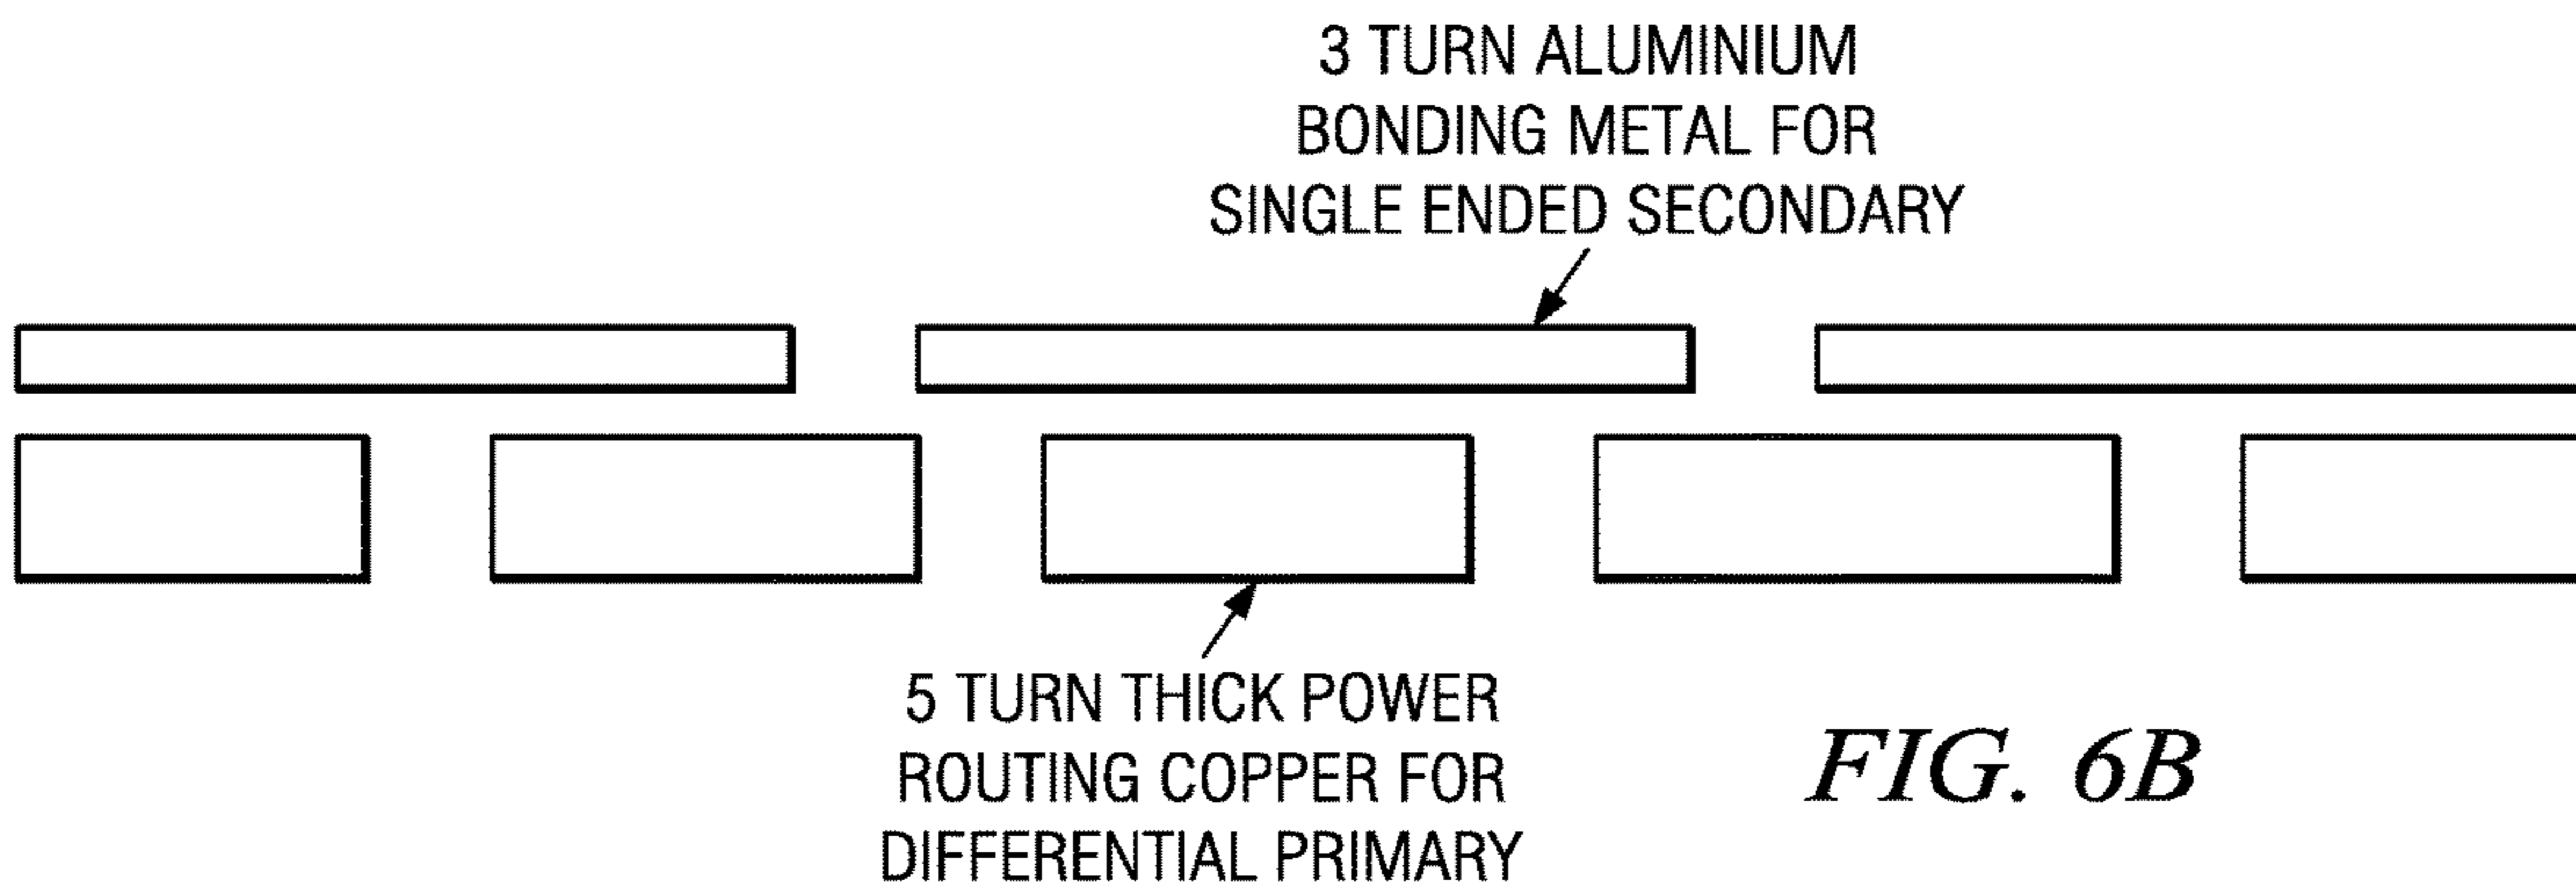 3 TURN ALUMINIUM
BONDING METAL FOR
SINGLE ENDED SECONDARY
5 TURN THICK POWER
ROUTING COPPER FOR
DIFFERENTIAL PRIMARY
FIG. 6B